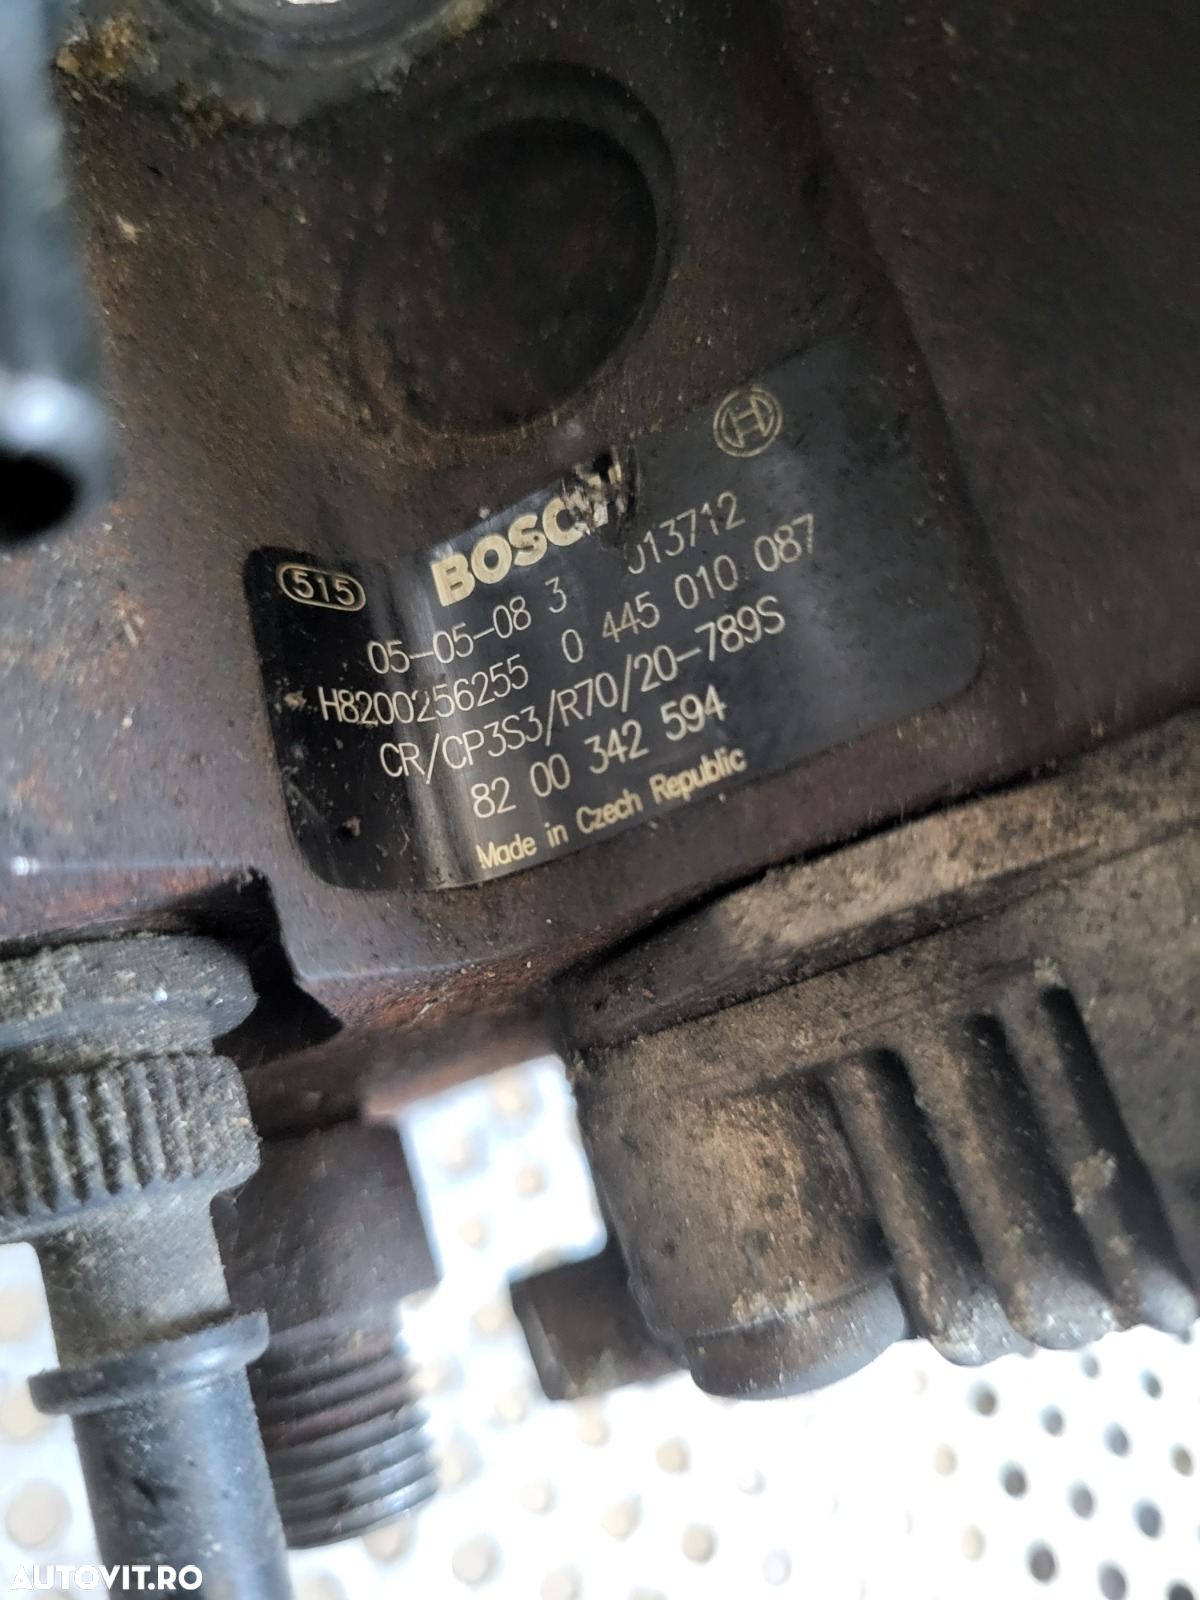 515
BOSCH
05-05-08 3 013712
H8200256255 0 445 010 087
CR/CP3S3/R70/20-789S
82 00 342 594
Made in Czech Republic
AUTOVIT.RO